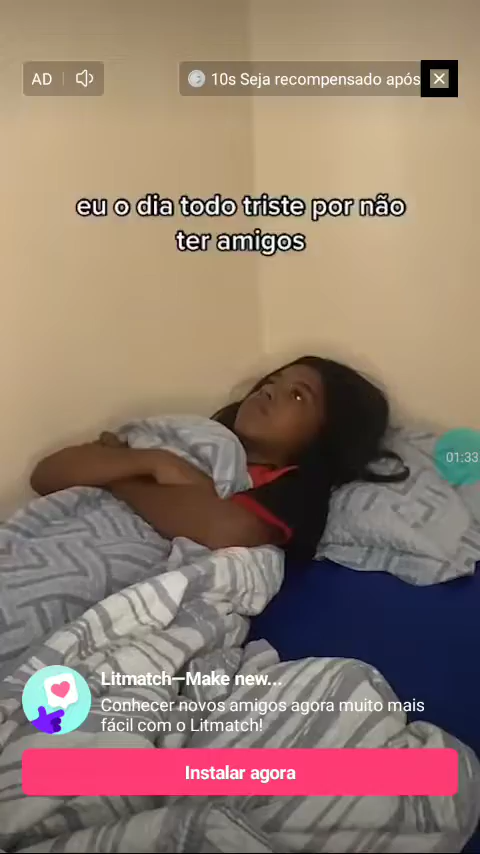 AD
10s Seja recompensado após
eu o dia todo triste por não
ter amigos
01:33
Litmatch—Make new...
Conhecer novos amigos agora muito mais
fácil com o Litmatch!
Instalar agora